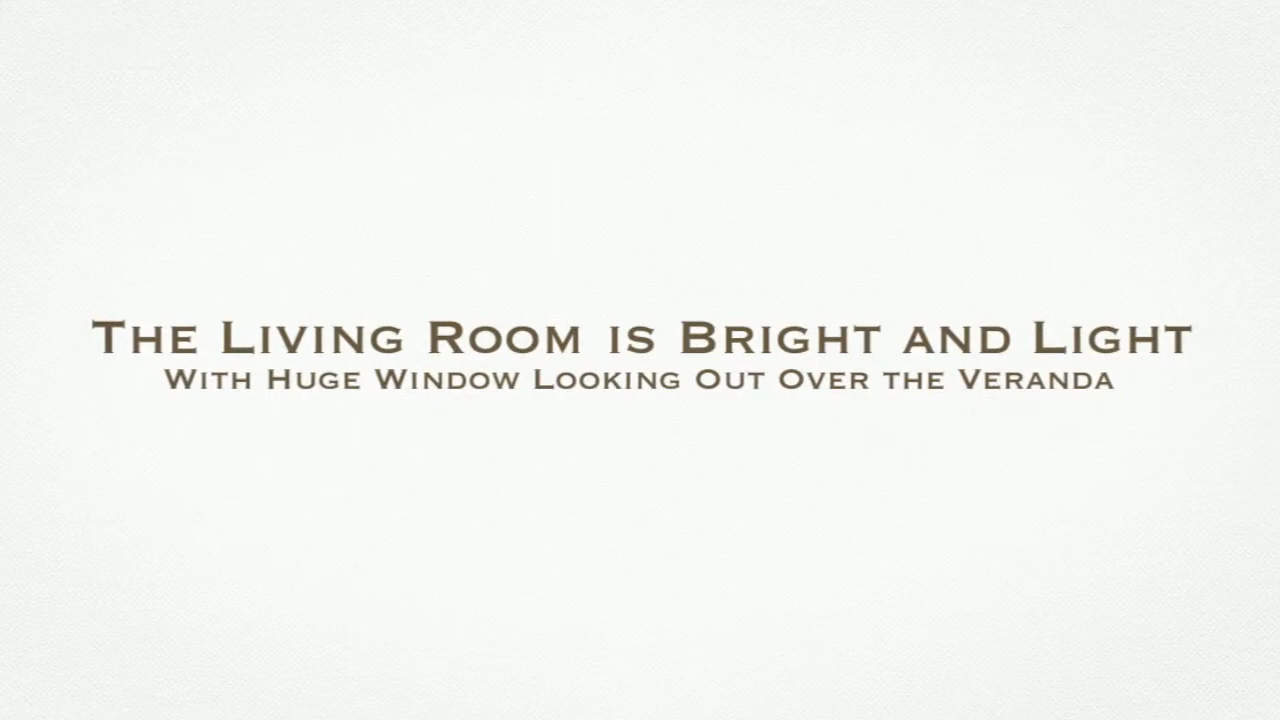 The Living Room is Bright and Light
With Huge Window Looking Out Over the Veranda